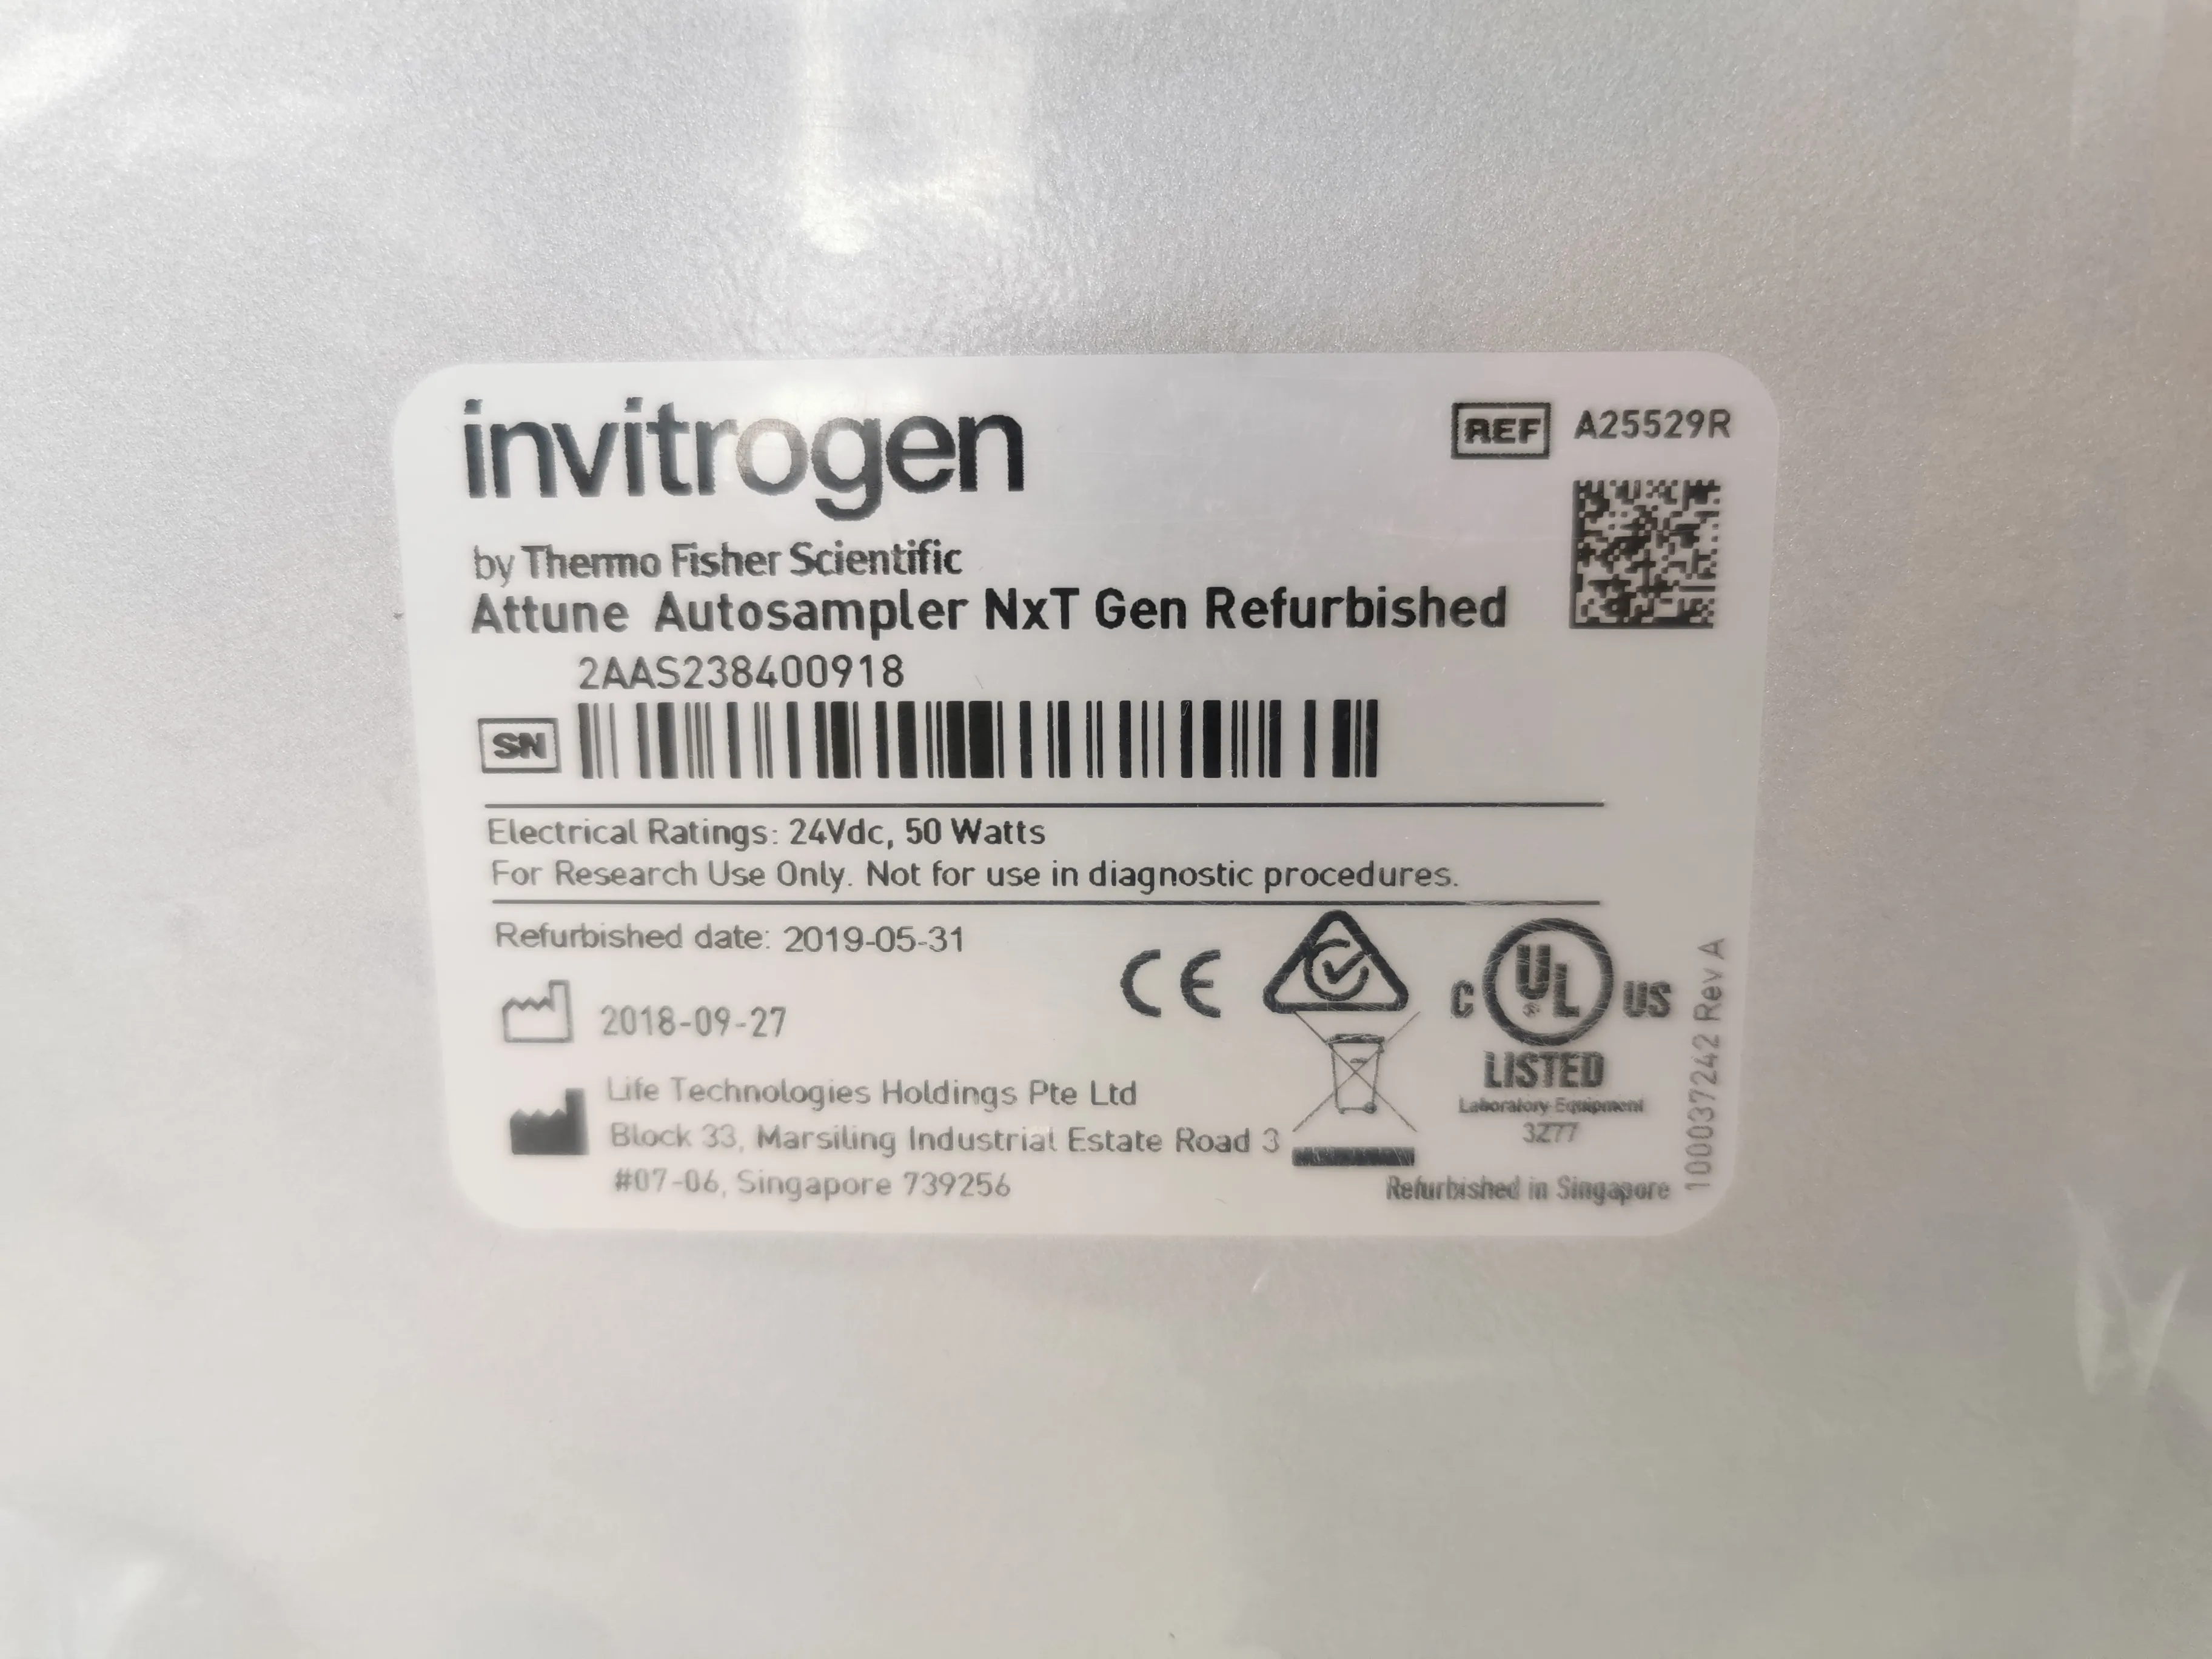 invitrogen
REF A25529R
by Thermo Fisher Scientific
Attune Autosampler NxT Gen Refurbished
2AAS238400918
SN
Electrical Ratings: 24Vdc, 50 Watts
For Research Use Only. Not for use in diagnostic procedures.
Refurbished date: 2019-05-31
2018-09-27
Life Technologies Holdings Pte Ltd
Block 33, Marsiling Industrial Estate Road 3
#07-06, Singapore 739256
CE
C UL® US
LISTED
Laboratory Equipment
3Z77
Refurbished in Singapore
100037242 Rev A